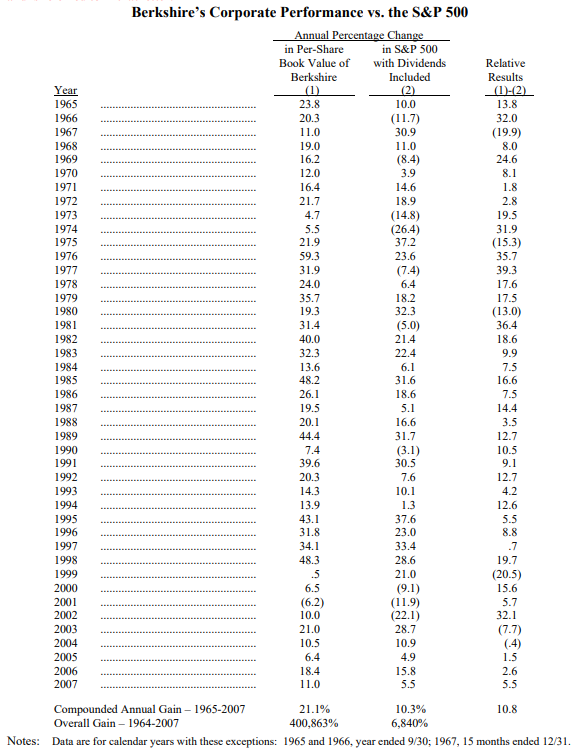 Berkshire's Corporate Performance vs. the S&P 500
Annual Percentage Change
in Per-Share in S&P 500
Book Value of with Dividends Relative
Berkshire Included Results
Year (1) (2) (1)-(2)
1965 .................................................. 23.8 10.0 13.8
1966 .................................................. 20.3 (11.7) 32.0
1967 .................................................. 11.0 30.9 (19.9)
1968 .................................................. 19.0 11.0 8.0
1969 .................................................. 16.2 (8.4) 24.6
1970 .................................................. 12.0 3.9 8.1
1971 .................................................. 16.4 14.6 1.8
1972 .................................................. 21.7 18.9 2.8
1973 .................................................. 4.7 (14.8) 19.5
1974 .................................................. 5.5 (26.4) 31.9
1975 .................................................. 21.9 37.2 (15.3)
1976 .................................................. 59.3 23.6 35.7
1977 .................................................. 31.9 (7.4) 39.3
1978 .................................................. 24.0 6.4 17.6
1979 .................................................. 35.7 18.2 17.5
1980 .................................................. 19.3 32.3 (13.0)
1981 .................................................. 31.4 (5.0) 36.4
1982 .................................................. 40.0 21.4 18.6
1983 .................................................. 32.3 22.4 9.9
1984 .................................................. 13.6 6.1 7.5
1985 .................................................. 48.2 31.6 16.6
1986 .................................................. 26.1 18.6 7.5
1987 .................................................. 19.5 5.1 14.4
1988 .................................................. 20.1 16.6 3.5
1989 .................................................. 44.4 31.7 12.7
1990 .................................................. 7.4 (3.1) 10.5
1991 .................................................. 39.6 30.5 9.1
1992 .................................................. 20.3 7.6 12.7
1993 .................................................. 14.3 10.1 4.2
1994 .................................................. 13.9 1.3 12.6
1995 .................................................. 43.1 37.6 5.5
1996 .................................................. 31.8 23.0 8.8
1997 .................................................. 34.1 33.4 .7
1998 .................................................. 48.3 28.6 19.7
1999 .................................................. .5 21.0 (20.5)
2000 .................................................. 6.5 (9.1) 15.6
2001 .................................................. (6.2) (11.9) 5.7
2002 .................................................. 10.0 (22.1) 32.1
2003 .................................................. 21.0 28.7 (7.7)
2004 .................................................. 10.5 10.9 (.4)
2005 .................................................. 6.4 4.9 1.5
2006 .................................................. 18.4 15.8 2.6
2007 .................................................. 11.0 5.5 5.5
Compounded Annual Gain – 1965-2007 21.1% 10.3% 10.8
Overall Gain – 1964-2007 400,863% 6,840%
Notes: Data are for calendar years with these exceptions: 1965 and 1966, year ended 9/30; 1967, 15 months ended 12/31.